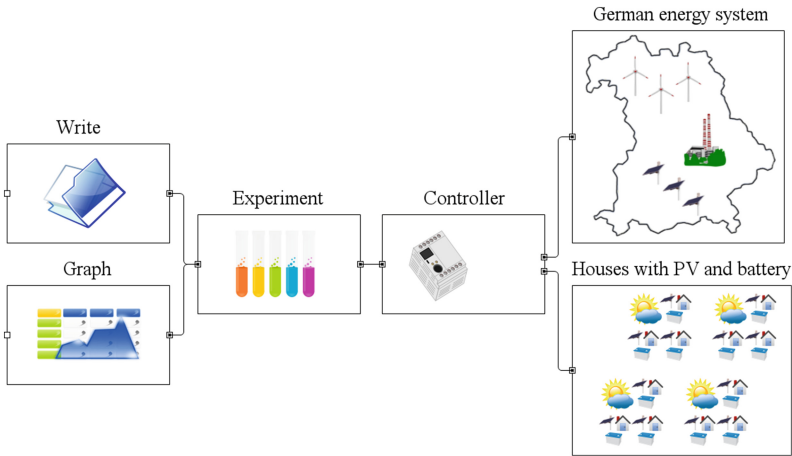 German energy system
Write
Experiment
Controller
Graph
Houses with PV and battery